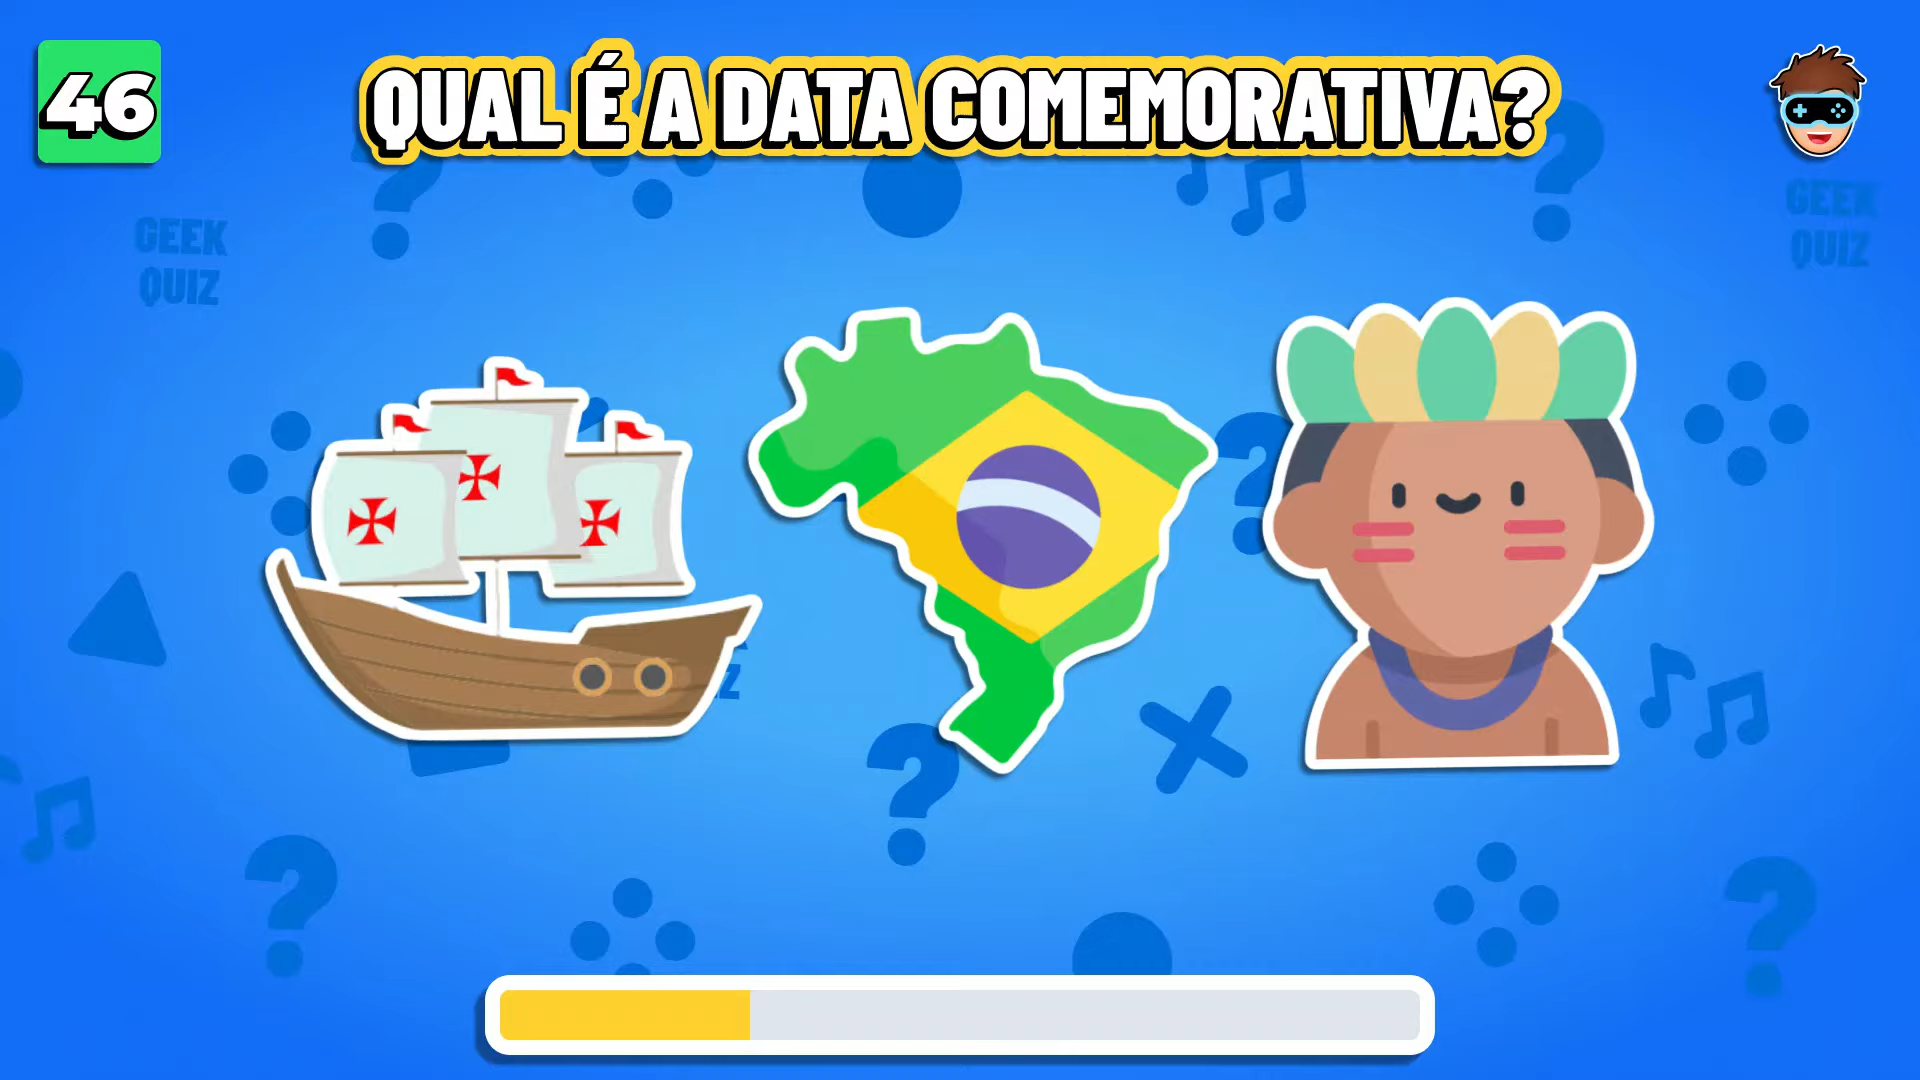 46
QUAL É A DATA COMEMORATIVA?
GEEK
QUIZ
GEEK
QUIZ